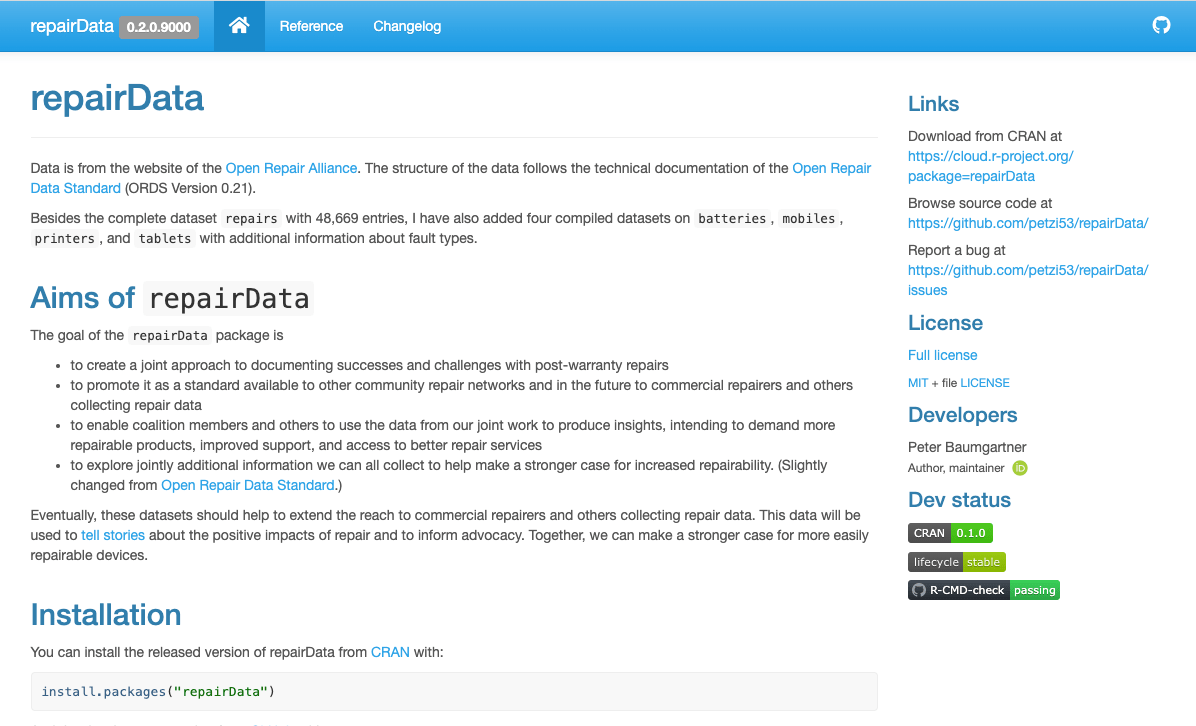 repairData 0.2.0.9000 Reference Changelog
repairData
Data is from the website of the Open Repair Alliance. The structure of the data follows the technical documentation of the Open Repair
Data Standard (ORDS Version 0.21).
Besides the complete dataset repairs with 48,669 entries, I have also added four compiled datasets on batteries, mobiles,
printers, and tablets with additional information about fault types.
Aims of repairData
The goal of the repairData package is
• to create a joint approach to documenting successes and challenges with post-warranty repairs
• to promote it as a standard available to other community repair networks and in the future to commercial repairers and others
collecting repair data
• to enable coalition members and others to use the data from our joint work to produce insights, intending to demand more
repairable products, improved support, and access to better repair services
• to explore jointly additional information we can all collect to help make a stronger case for increased repairability. (Slightly
changed from Open Repair Data Standard.)
Eventually, these datasets should help to extend the reach to commercial repairers and others collecting repair data. This data will be
used to tell stories about the positive impacts of repair and to inform advocacy. Together, we can make a stronger case for more easily
repairable devices.
Installation
You can install the released version of repairData from CRAN with:
install.packages("repairData")
Links
Download from CRAN at
https://cloud.r-project.org/
package=repairData
Browse source code at
https://github.com/petzi53/repairData/
Report a bug at
https://github.com/petzi53/repairData/
issues
License
Full license
MIT + file LICENSE
Developers
Peter Baumgartner
Author, maintainer iD
Dev status
CRAN 0.1.0
lifecycle stable
R-CMD-check passing